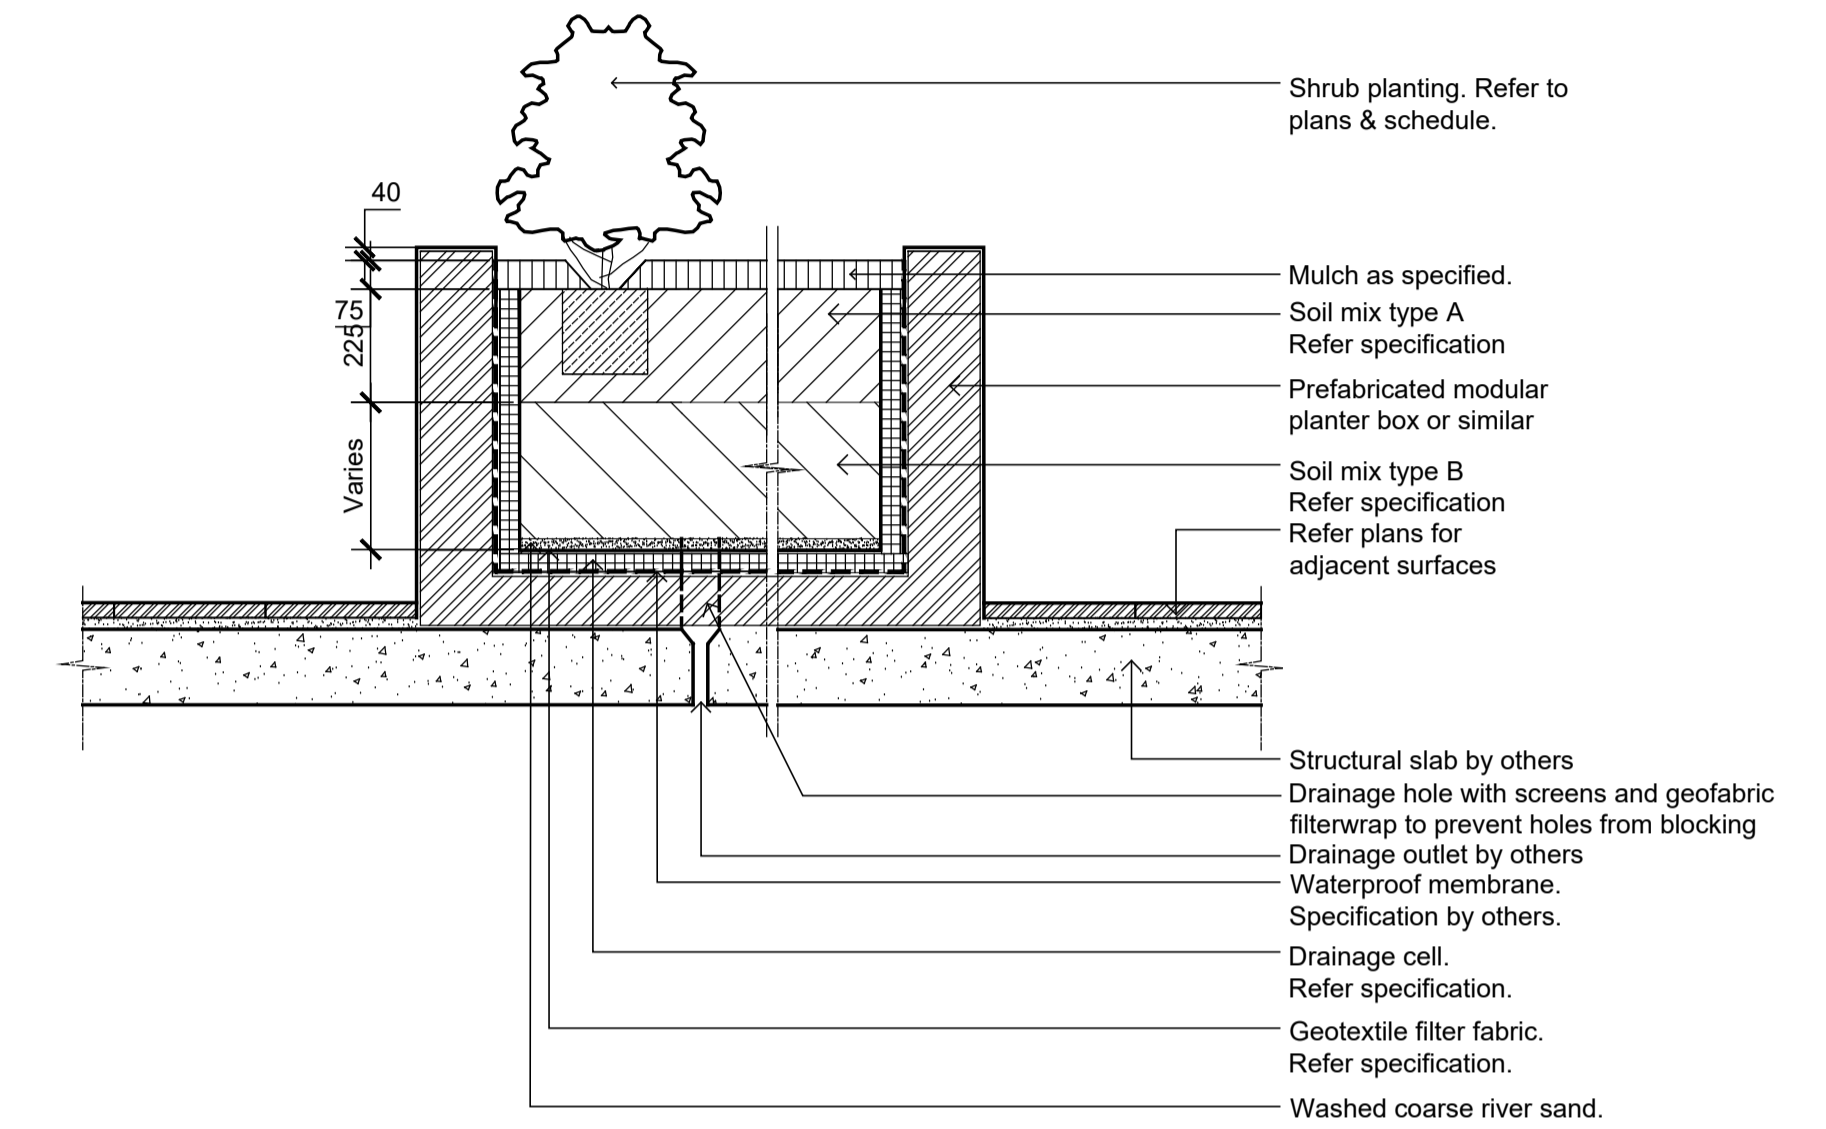 Shrub planting. Refer to
plans & schedule.
40
Mulch as specified.
75
225
Soil mix type A
Refer specification
Prefabricated modular
planter box or similar
Varies
Soil mix type B
Refer specification
Refer plans for
adjacent surfaces
Structural slab by others
Drainage hole with screens and geofabric
filterwrap to prevent holes from blocking
Drainage outlet by others
Waterproof membrane.
Specification by others.
Drainage cell.
Refer specification.
Geotextile filter fabric.
Refer specification.
Washed coarse river sand.